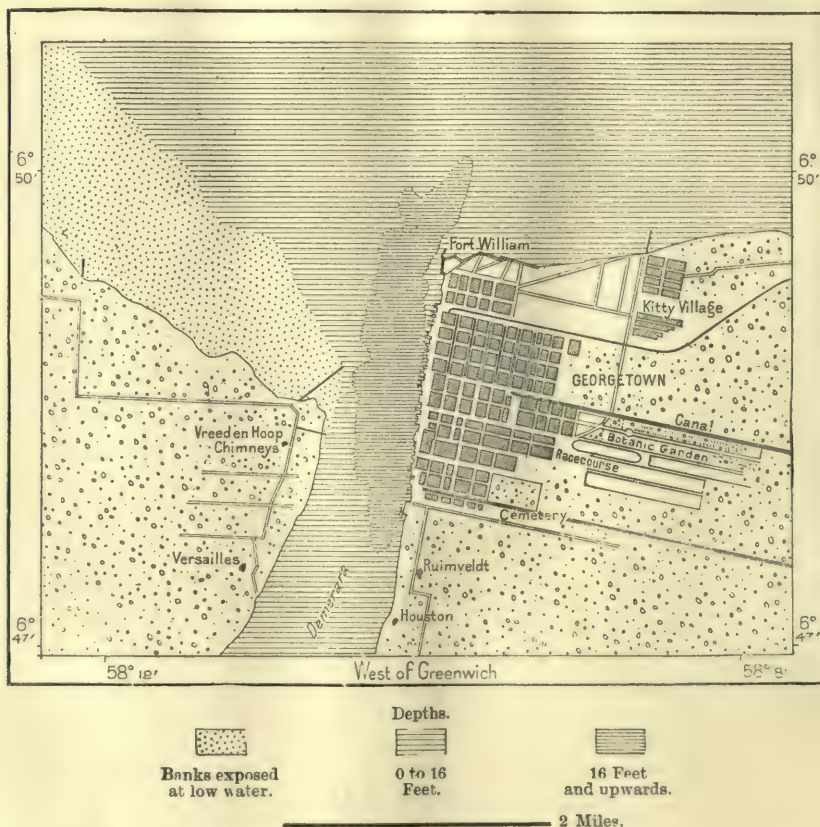 6°
50'
6°
50'
Fort William
Kitty Village
GEORGETOWN
Canal
Vreed en Hoop
Chimneys
Botanic Garden
Racecourse
Cemetery
Versailles
Ruimveldt
Demerara
Houston
6°
47'
6°
47'
58° 12'
West of Greenwich
58° 8'
Depths.
Banks exposed
at low water.
0 to 16
Feet.
16 Feet
and upwards.
2 Miles.